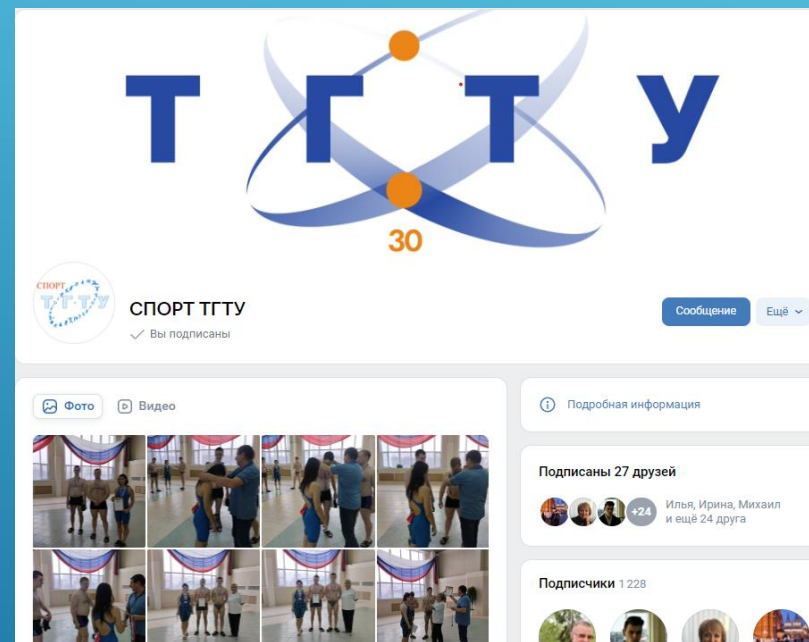 ТГТУ
30
СПОРТ
ТГТУ
СПОРТ ТГТУ
Вы подписаны
Сообщение
Ещё
Фото
Видео
Подробная информация
Подписаны 27 друзей
+24
Илья, Ирина, Михаил
и ещё 24 друга
Подписчики 1 228